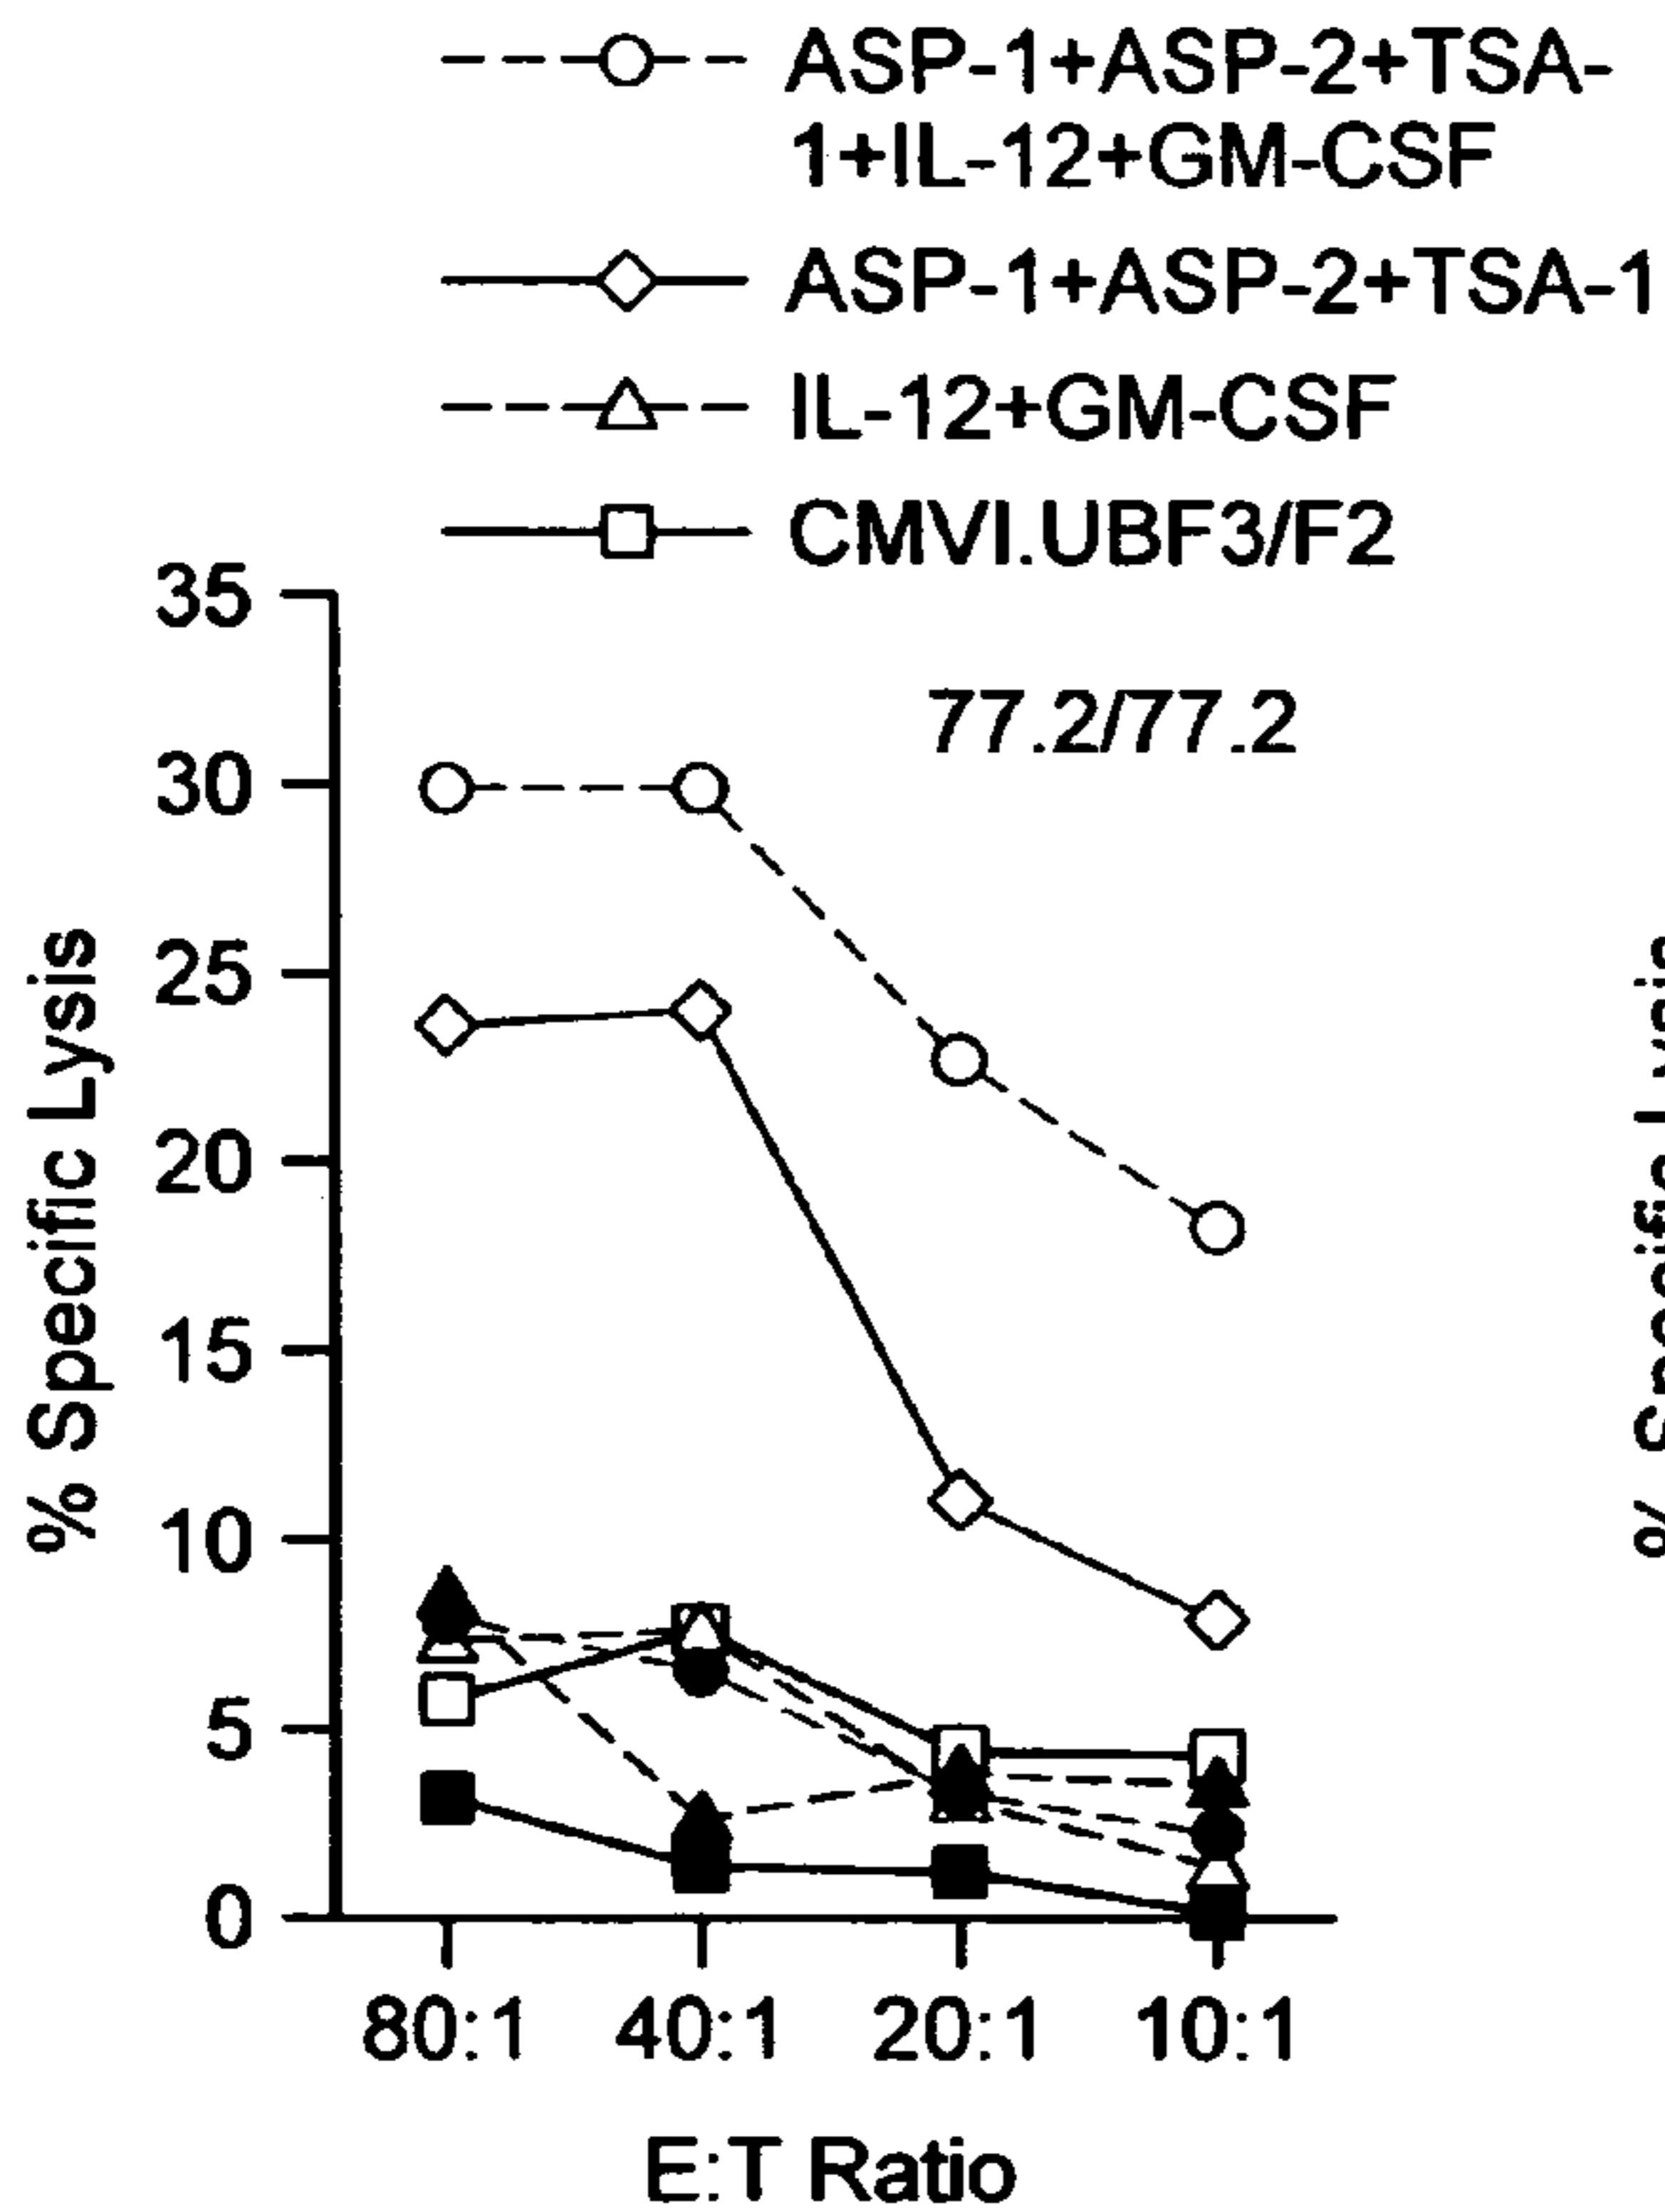 ASP-1+ASP-2+TSA-
1+IL-12+GM-CSF
ASP-1+ASP-2+TSA-1
IL-12+GM-CSF
CMVI.UBF3/F2
35
77.2/77.2
30
25
20
15
10
5
0
% Specific Lysis
80:1 40:1 20:1 10:1
E:T Ratio
% Specific Lysis